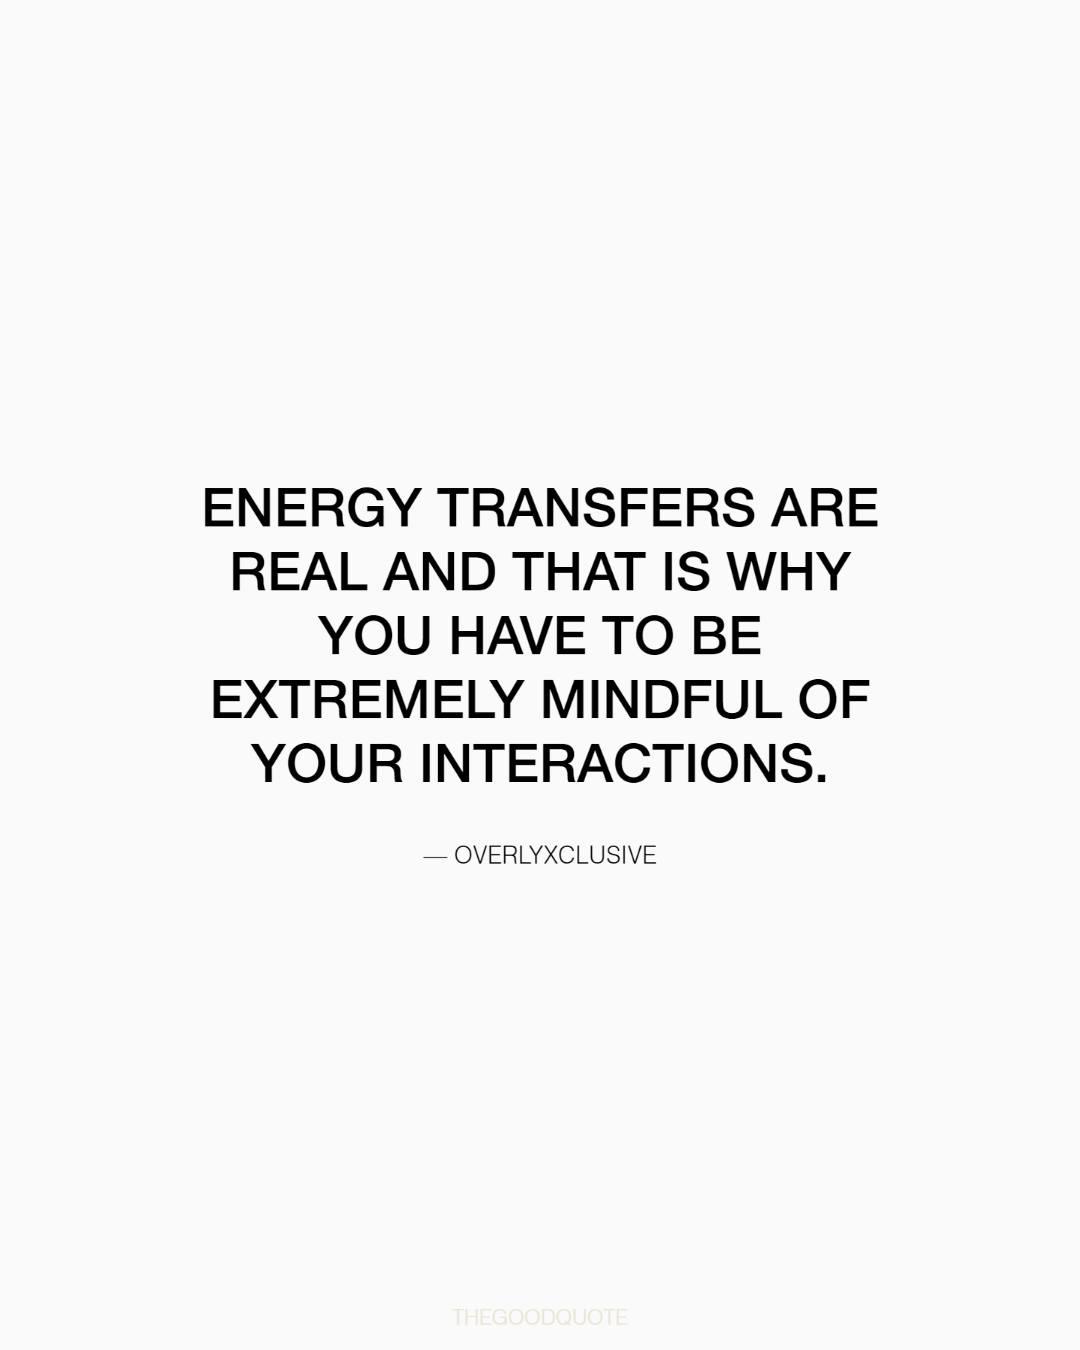 ENERGY TRANSFERS ARE
REAL AND THAT IS WHY
YOU HAVE TO BE
EXTREMELY MINDFUL OF
YOUR INTERACTIONS.
— OVERLYXCLUSIVE
THEGOODQUOTE